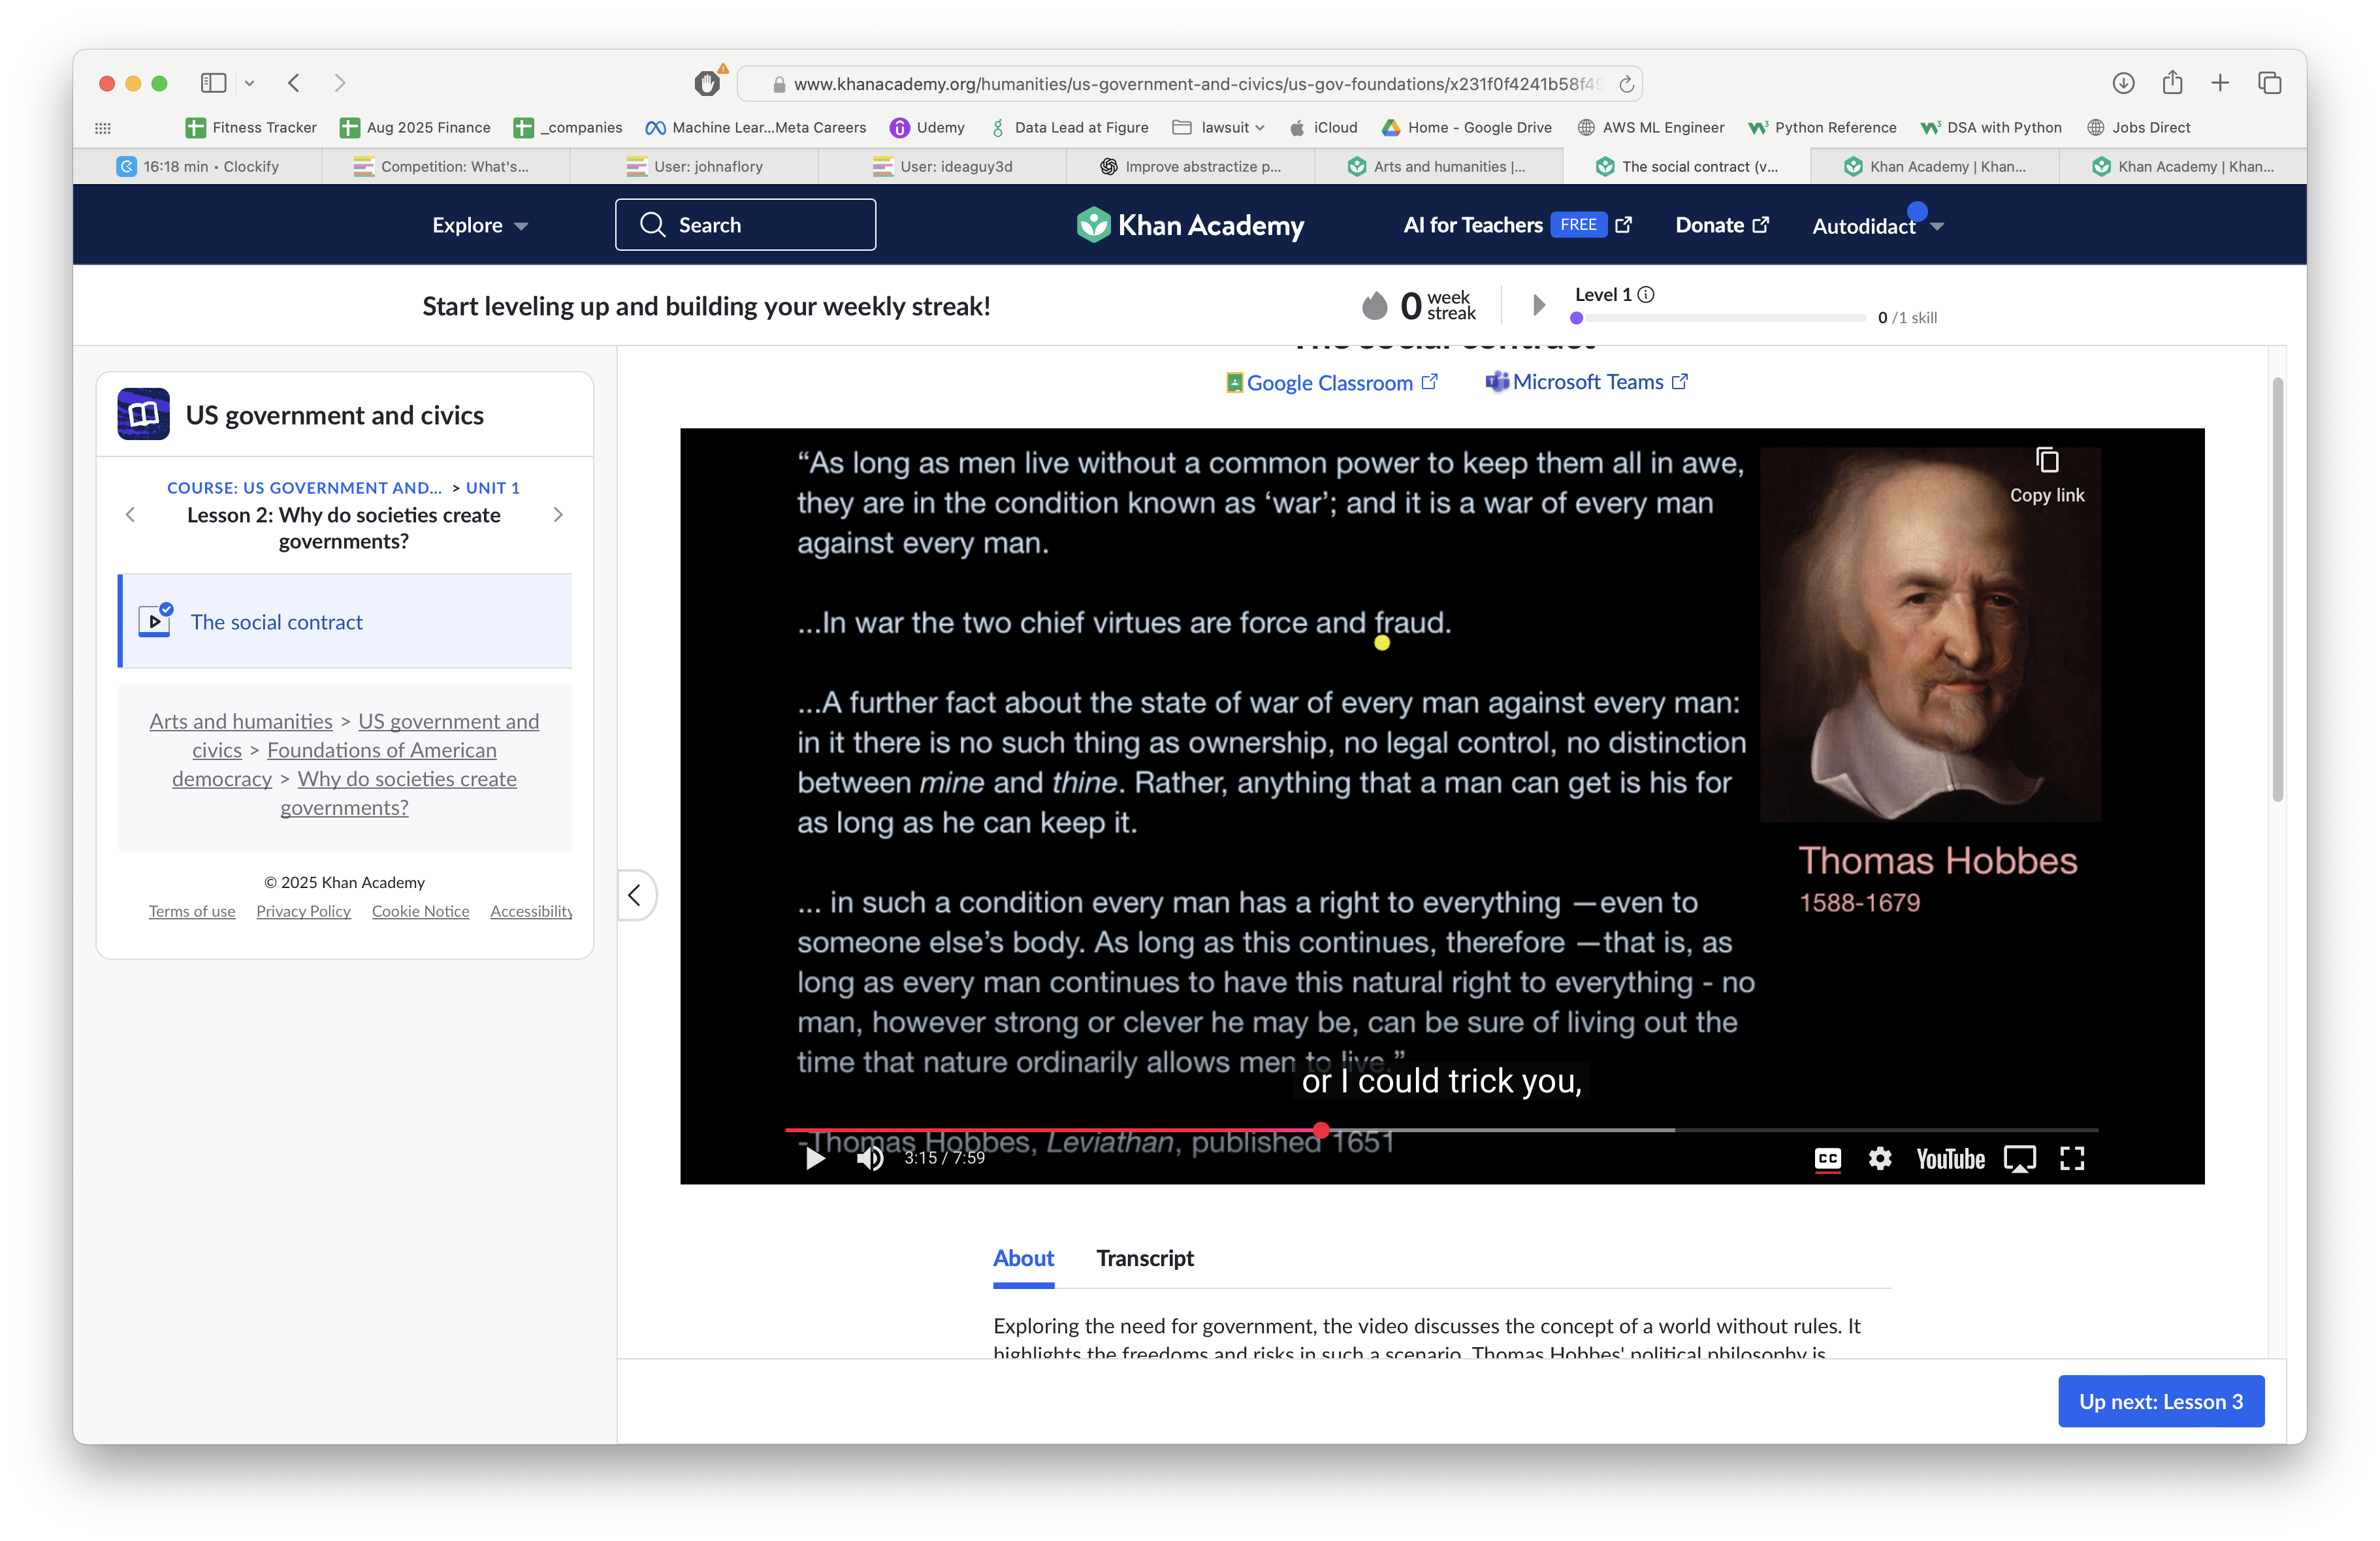 www.khanacademy.org/humanities/us-government-and-civics/us-gov-foundations/x231f0f4241b58f49
Fitness Tracker
Aug 2025 Finance
_companies
Machine Lear...Meta Careers
Udemy
Data Lead at Figure
lawsuit
iCloud
Home - Google Drive
AWS ML Engineer
Python Reference
DSA with Python
Jobs Direct
16:18 min • Clockify
Competition: What's...
User: johnaflory
User: ideaguy3d
Improve abstractize p...
Arts and humanities |...
The social contract (v...
Khan Academy | Khan...
Khan Academy | Khan...
Explore
Search
Khan Academy
AI for Teachers FREE
Donate
Autodidact
Start leveling up and building your weekly streak!
0 week streak
Level 1
0 /1 skill
US government and civics
COURSE: US GOVERNMENT AND... > UNIT 1
Lesson 2: Why do societies create
governments?
The social contract
Arts and humanities > US government and
civics > Foundations of American
democracy > Why do societies create
governments?
© 2025 Khan Academy
Terms of use Privacy Policy Cookie Notice Accessibility
The social contract
Google Classroom
Microsoft Teams
“As long as men live without a common power to keep them all in awe,
they are in the condition known as ‘war’; and it is a war of every man
against every man.
...In war the two chief virtues are force and fraud.
...A further fact about the state of war of every man against every man:
in it there is no such thing as ownership, no legal control, no distinction
between mine and thine. Rather, anything that a man can get is his for
as long as he can keep it.
... in such a condition every man has a right to everything —even to
someone else’s body. As long as this continues, therefore —that is, as
long as every man continues to have this natural right to everything - no
man, however strong or clever he may be, can be sure of living out the
time that nature ordinarily allows men to live.”
-Thomas Hobbes, Leviathan, published 1651
Copy link
Thomas Hobbes
1588-1679
or I could trick you,
3:15 / 7:59
CC
YouTube
About
Transcript
Exploring the need for government, the video discusses the concept of a world without rules. It
highlights the freedoms and risks in such a scenario. Thomas Hobbes' political philosophy is
Up next: Lesson 3